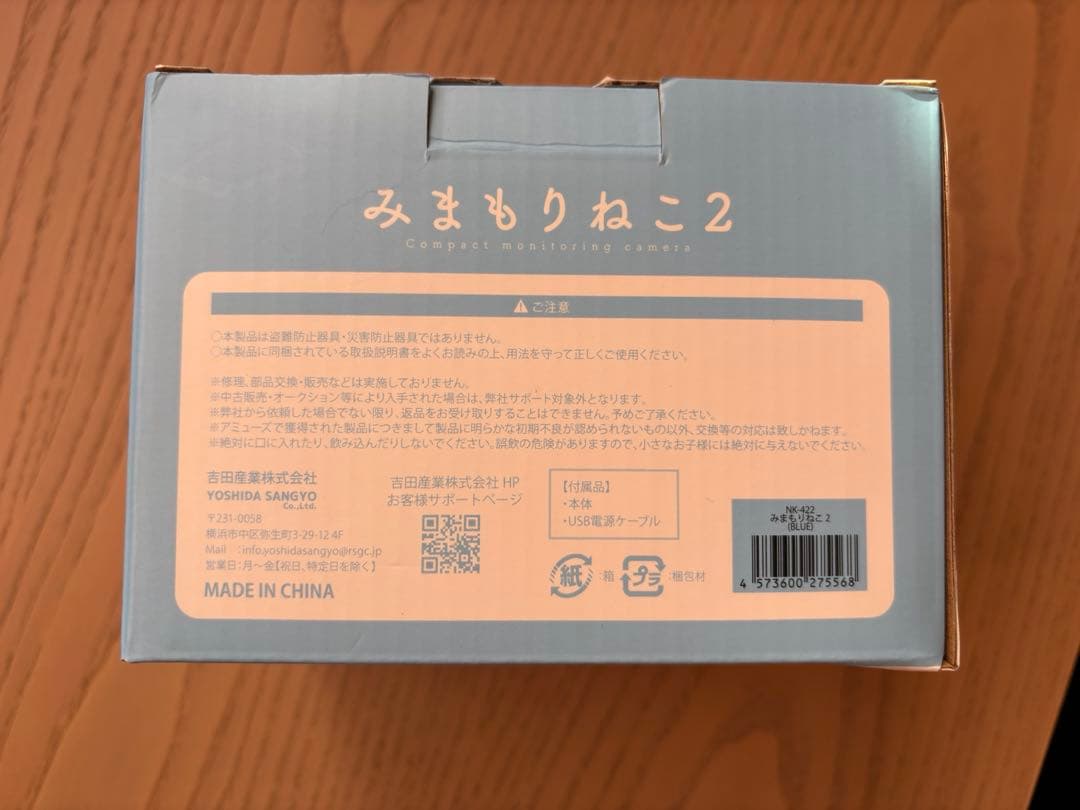 みまもりねこ2
Compact monitoring camera
ご注意
○本製品は盗難防止器具・災害防止器具ではありません。
○本製品に同梱されている取扱説明書をよくお読みの上、用法を守って正しくご使用ください。
※修理、部品交換・販売などは実施しておりません。
※中古販売・オークション等により入手された場合は、弊社サポート対象外となります。
※弊社から依頼した場合でない限り、返品をお受け取りすることはできません。予めご了承ください。
※アミューズで獲得された製品につきまして製品に明らかな初期不良が認められないもの以外、交換等の対応は致しかねます。
※絶対に口に入れたり、飲み込んだりしないでください。誤飲の危険がありますので、小さなお子様には絶対に与えないでください。
吉田産業株式会社
YOSHIDA SANGYO
Co.,Ltd.
〒231-0058
横浜市中区弥生町3-29-12 4F
Mail :info.yoshidasangyo@rsgc.jp
営業日:月～金【祝日、特定日を除く】
MADE IN CHINA
吉田産業株式会社 HP
お客様サポートページ
【付属品】
・本体
・USB電源ケーブル
紙 :箱 プラ :梱包材
NK-422
みまもりねこ 2
(BLUE)
4 573600 275568